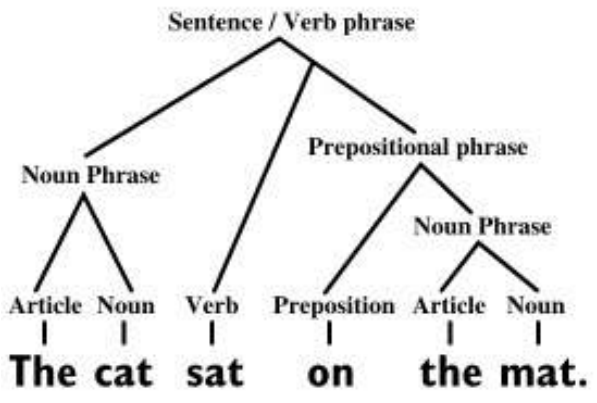 Sentence / Verb phrase
Prepositional phrase
Noun Phrase
Noun Phrase
Article Noun Verb Preposition Article Noun
The cat sat on the mat.